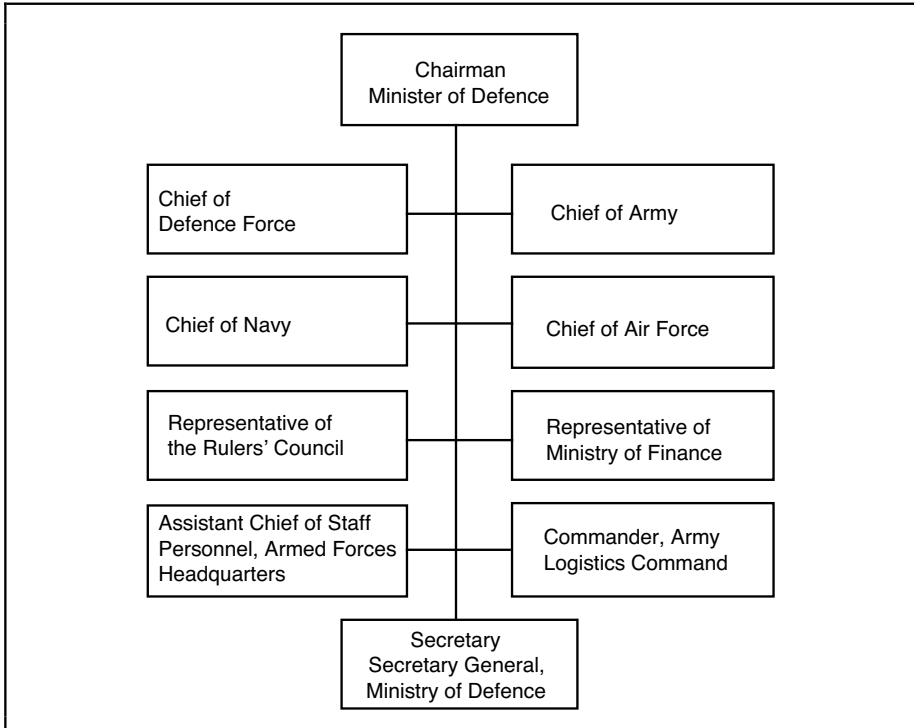 Chairman
Minister of Defence
Chief of
Defence Force
Chief of Army
Chief of Navy
Chief of Air Force
Representative of
the Rulers’ Council
Representative of
Ministry of Finance
Assistant Chief of Staff
Personnel, Armed Forces
Headquarters
Commander, Army
Logistics Command
Secretary
Secretary General,
Ministry of Defence